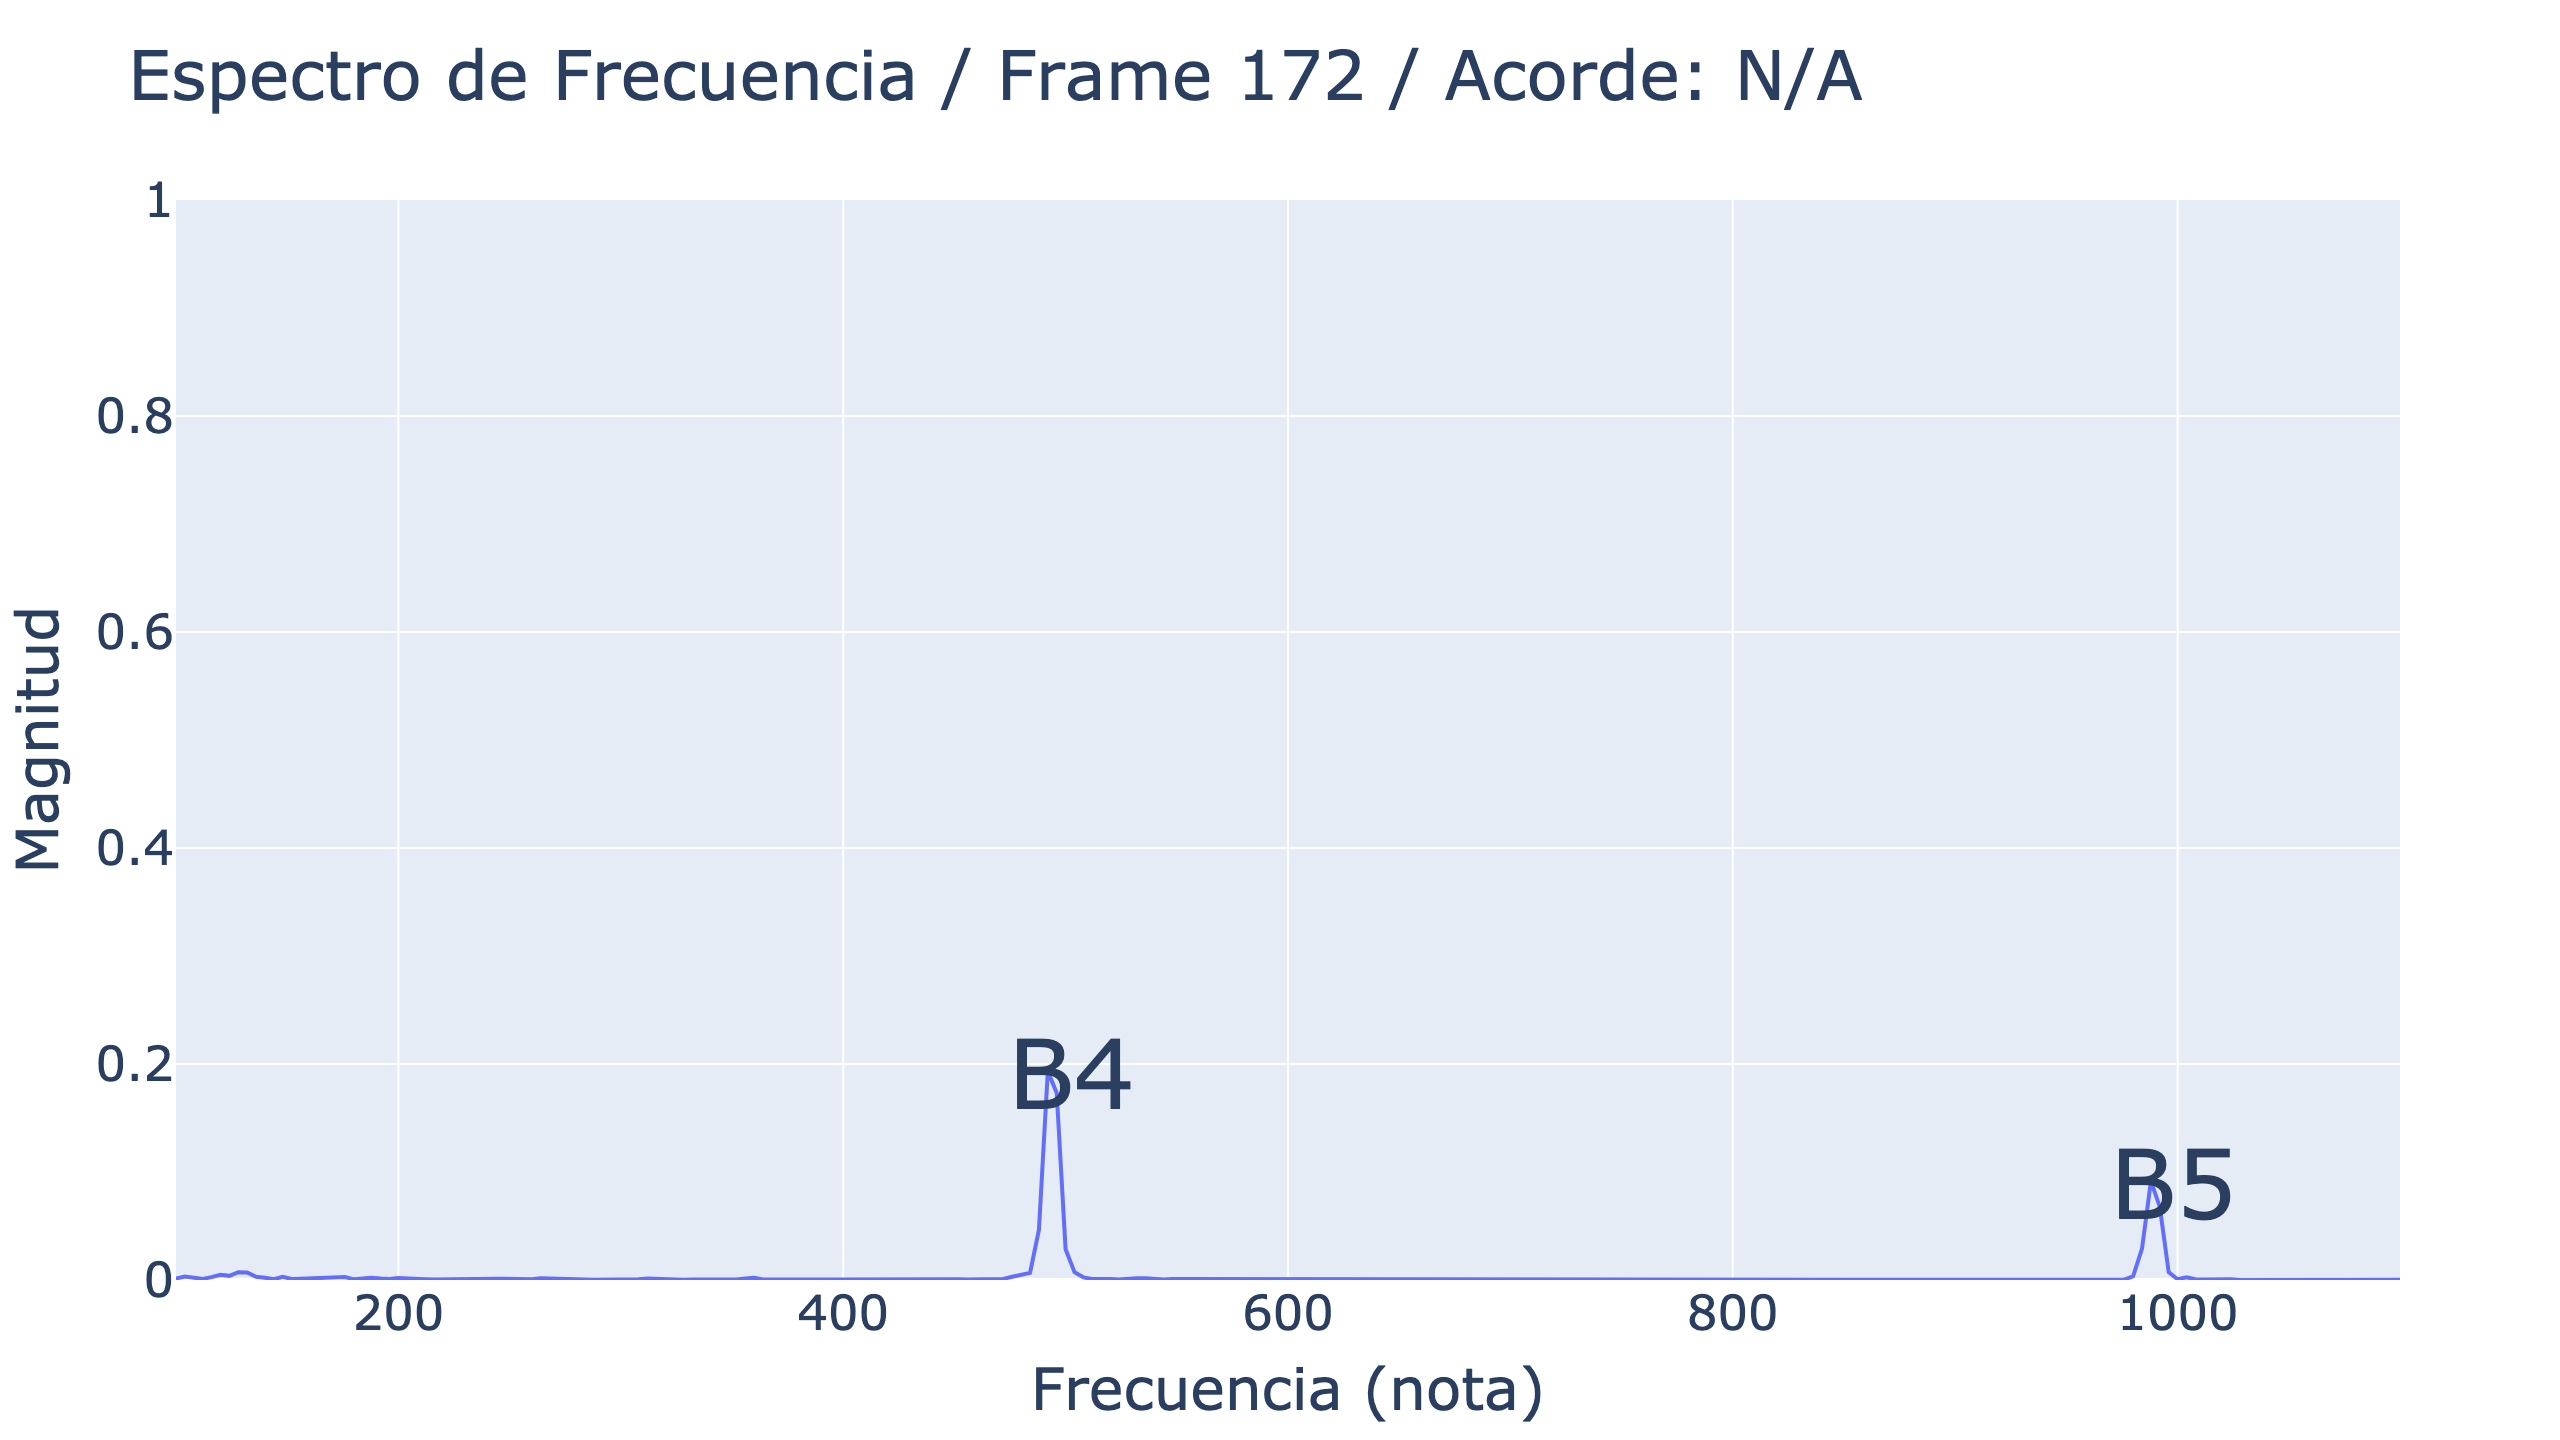 Espectro de Frecuencia / Frame 172 / Acorde: N/A
1
0.8
0.6
0.4
0.2
0
Magnitud
B4
B5
200 400 600 800 1000
Frecuencia (nota)